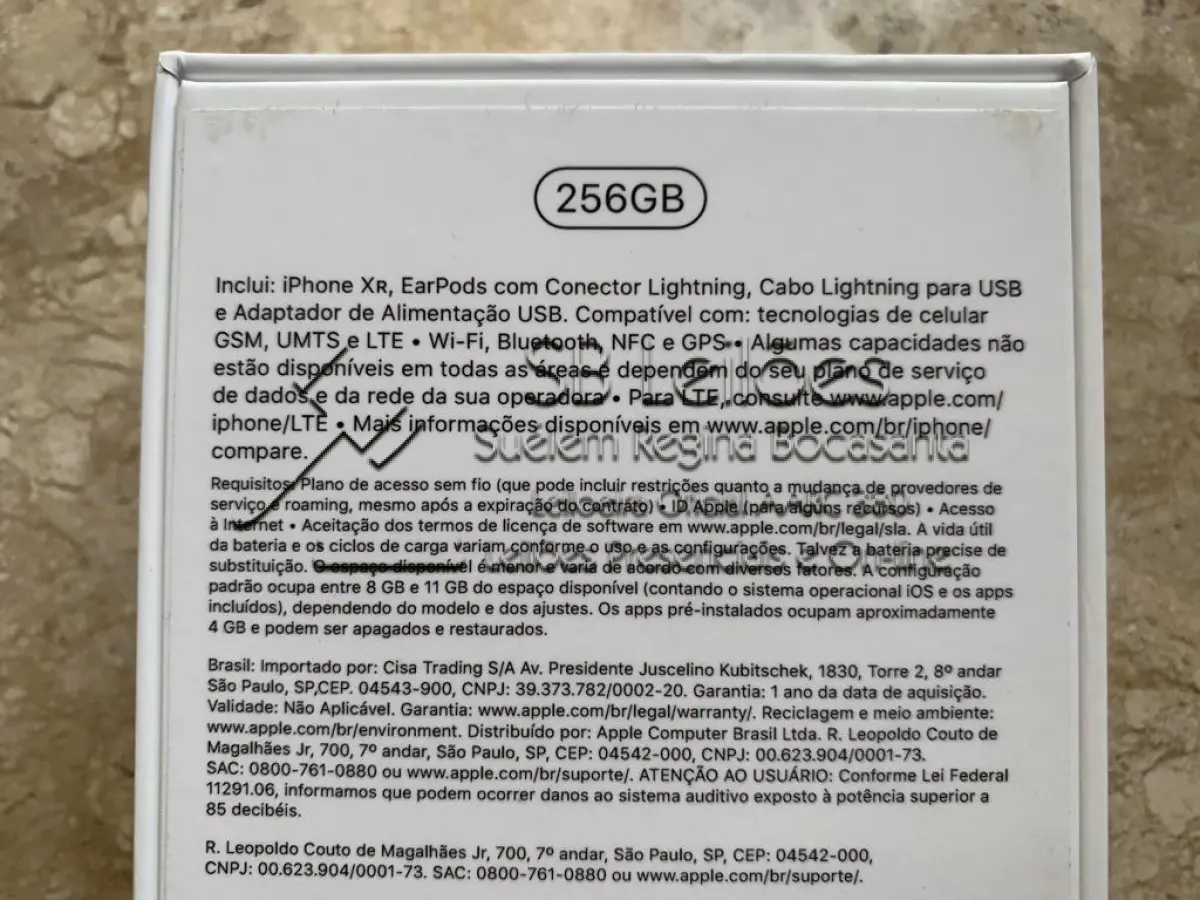 256GB
Inclui: iPhone XR, EarPods com Conector Lightning, Cabo Lightning para USB
e Adaptador de Alimentação USB. Compatível com: tecnologias de celular
GSM, UMTS e LTE • Wi-Fi, Bluetooth, NFC e GPS • Algumas capacidades não
estão disponíveis em todas as áreas e dependem do seu plano de serviço
de dados e da rede da sua operadora • Para LTE, consulte www.apple.com/
iphone/LTE • Mais informações disponíveis em www.apple.com/br/iphone/
compare.
SB Leilões
Suélem Regina Bocasanta
Requisitos: Plano de acesso sem fio (que pode incluir restrições quanto a mudança de provedores de
serviço e roaming, mesmo após a expiração do contrato) • ID Apple (para alguns recursos) • Acesso
à Internet • Aceitação dos termos de licença de software em www.apple.com/br/legal/sla. A vida útil
da bateria e os ciclos de carga variam conforme o uso e as configurações. Talvez a bateria precise de
substituição. O espaço disponível é menor e varia de acordo com diversos fatores. A configuração
padrão ocupa entre 8 GB e 11 GB do espaço disponível (contando o sistema operacional iOS e os apps
incluídos), dependendo do modelo e dos ajustes. Os apps pré-instalados ocupam aproximadamente
4 GB e podem ser apagados e restaurados.
Leilões Presenciais e On-line
Brasil: Importado por: Cisa Trading S/A Av. Presidente Juscelino Kubitschek, 1830, Torre 2, 8º andar
São Paulo, SP,CEP. 04543-900, CNPJ: 39.373.782/0002-20. Garantia: 1 ano da data de aquisição.
Validade: Não Aplicável. Garantia: www.apple.com/br/legal/warranty/. Reciclagem e meio ambiente:
www.apple.com/br/environment. Distribuído por: Apple Computer Brasil Ltda. R. Leopoldo Couto de
Magalhães Jr, 700, 7º andar, São Paulo, SP, CEP: 04542-000, CNPJ: 00.623.904/0001-73.
SAC: 0800-761-0880 ou www.apple.com/br/suporte/. ATENÇÃO AO USUÁRIO: Conforme Lei Federal
11291.06, informamos que podem ocorrer danos ao sistema auditivo exposto à potência superior a
85 decibéis.
R. Leopoldo Couto de Magalhães Jr, 700, 7º andar, São Paulo, SP, CEP: 04542-000,
CNPJ: 00.623.904/0001-73. SAC: 0800-761-0880 ou www.apple.com/br/suporte/.